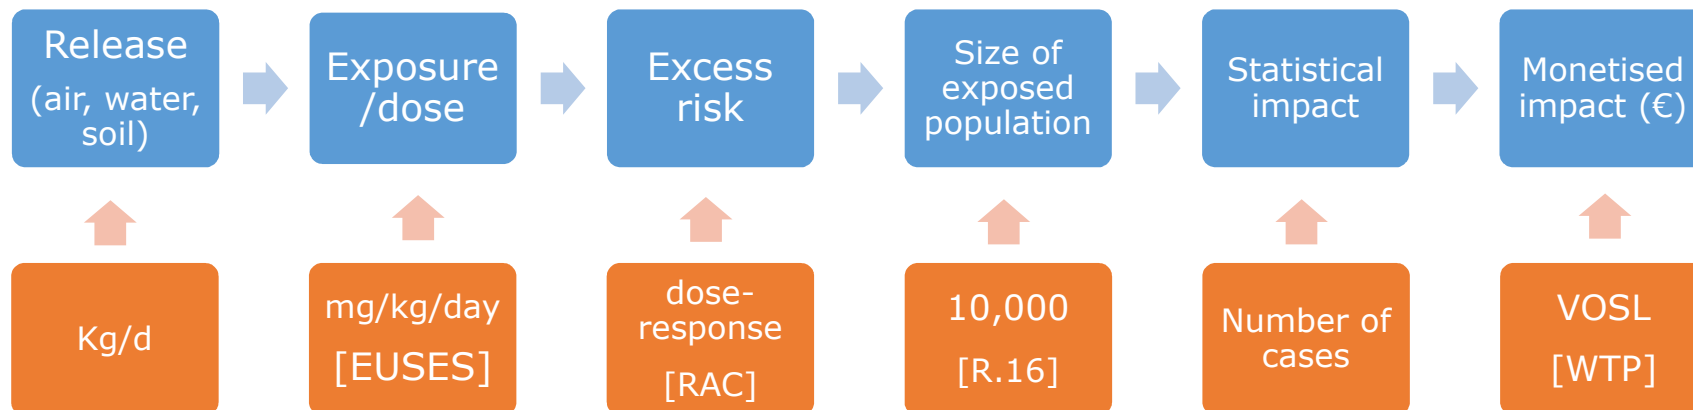 Release
(air, water,
soil)
Exposure
/dose
Excess
risk
Size of
exposed
population
Statistical
impact
Monetised
impact (€)
Kg/d
mg/kg/day
[EUSES]
dose-
response
[RAC]
10,000
[R.16]
Number of
cases
VOSL
[WTP]